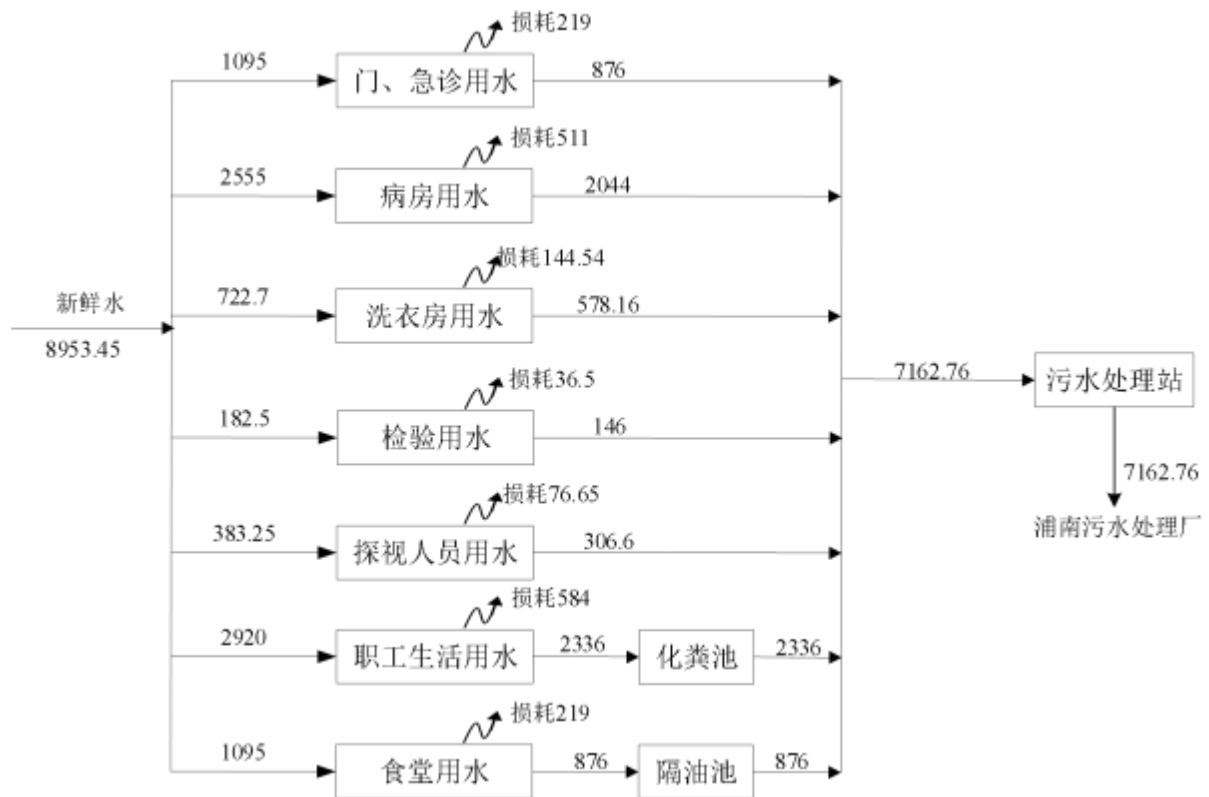 损耗219
1095
门、急诊用水
876
损耗511
2555
病房用水
2044
损耗144.54
722.7
洗衣房用水
578.16
新鲜水
8953.45
损耗36.5
182.5
检验用水
146
7162.76
污水处理站
7162.76
浦南污水处理厂
损耗76.65
383.25
探视人员用水
306.6
损耗584
2920
职工生活用水
2336
化粪池
2336
损耗219
1095
食堂用水
876
隔油池
876